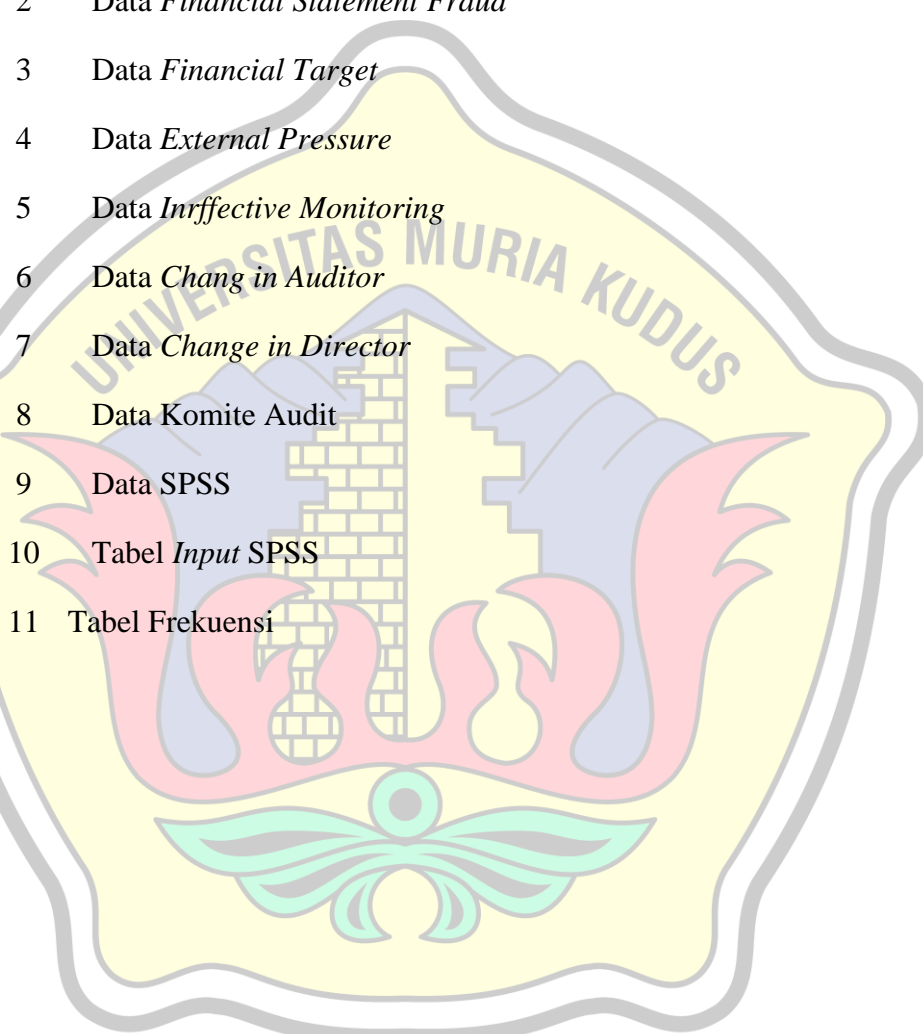 2 Data Financial Statement Fraud
3 Data Financial Target
4 Data External Pressure
5 Data Inrffective Monitoring
UNIVERSITAS MURIA KUDUS
6 Data Chang in Auditor
7 Data Change in Director
8 Data Komite Audit
9 Data SPSS
10 Tabel Input SPSS
11 Tabel Frekuensi